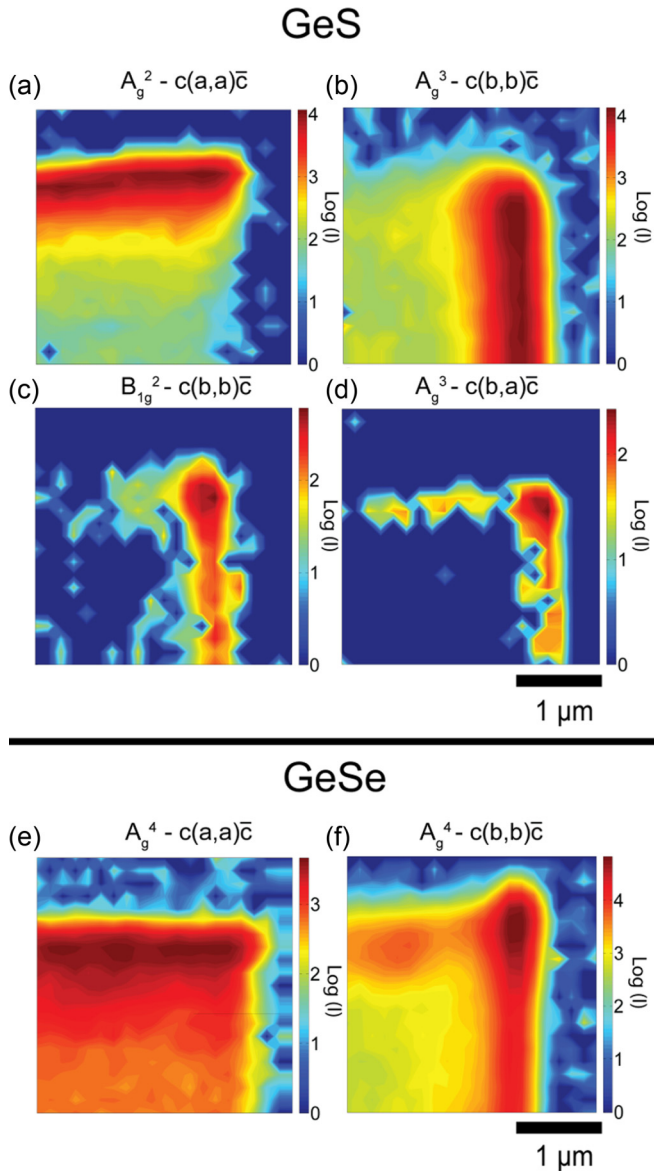 GeS
(a) A_g^2 - c(a,a)c̅
(b) A_g^3 - c(b,b)c̅
4
3
2
1
0
Log (I)
4
3
2
1
0
Log (I)
(c) B_1g^2 - c(b,b)c̅
(d) A_g^3 - c(b,a)c̅
2
1
0
Log (I)
2
1
0
Log (I)
1 µm
GeSe
(e) A_g^4 - c(a,a)c̅
(f) A_g^4 - c(b,b)c̅
3
2
1
0
Log (I)
4
3
2
1
0
Log (I)
1 µm